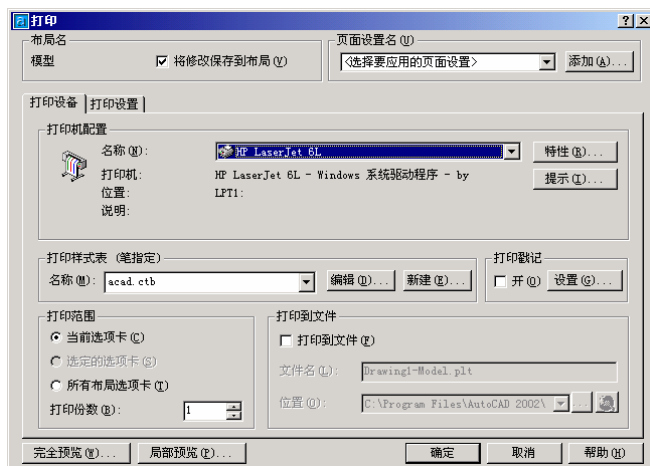 打印
布局名
模型
将修改保存到布局(V)
页面设置名(U)
<选择要应用的页面设置>
添加(A)...
打印设备
打印设置
打印机配置
名称(N):
HP LaserJet 6L
特性(R)...
打印机:
HP LaserJet 6L - Windows 系统驱动程序 - by
提示(I)...
位置:
LPT1:
说明:
打印样式表 (笔指定)
名称(M):
acad.ctb
编辑(D)...
新建(E)...
打印戳记
开(O)
设置(G)...
打印范围
当前选项卡(C)
选定的选项卡(S)
所有布局选项卡(T)
打印份数(B):
1
打印到文件
打印到文件(F)
文件名(L):
Drawing1-Model.plt
位置(O):
C:\Program Files\AutoCAD 2002\
...
完全预览(W)...
局部预览(P)...
确定
取消
帮助(H)